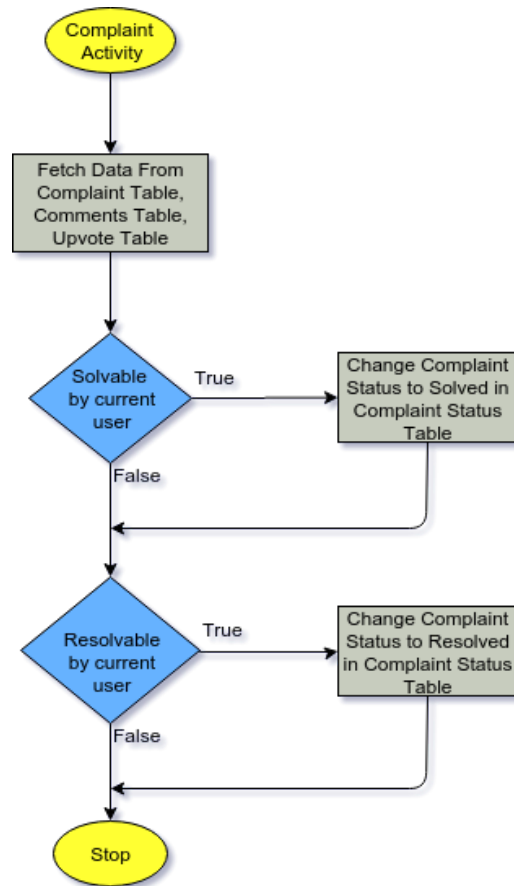 Complaint
Activity
Fetch Data From
Complaint Table,
Comments Table,
Upvote Table
Solvable
by current
user
True
Change Complaint
Status to Solved in
Complaint Status
Table
False
Resolvable
by current
user
True
Change Complaint
Status to Resolved
in Complaint Status
Table
False
Stop